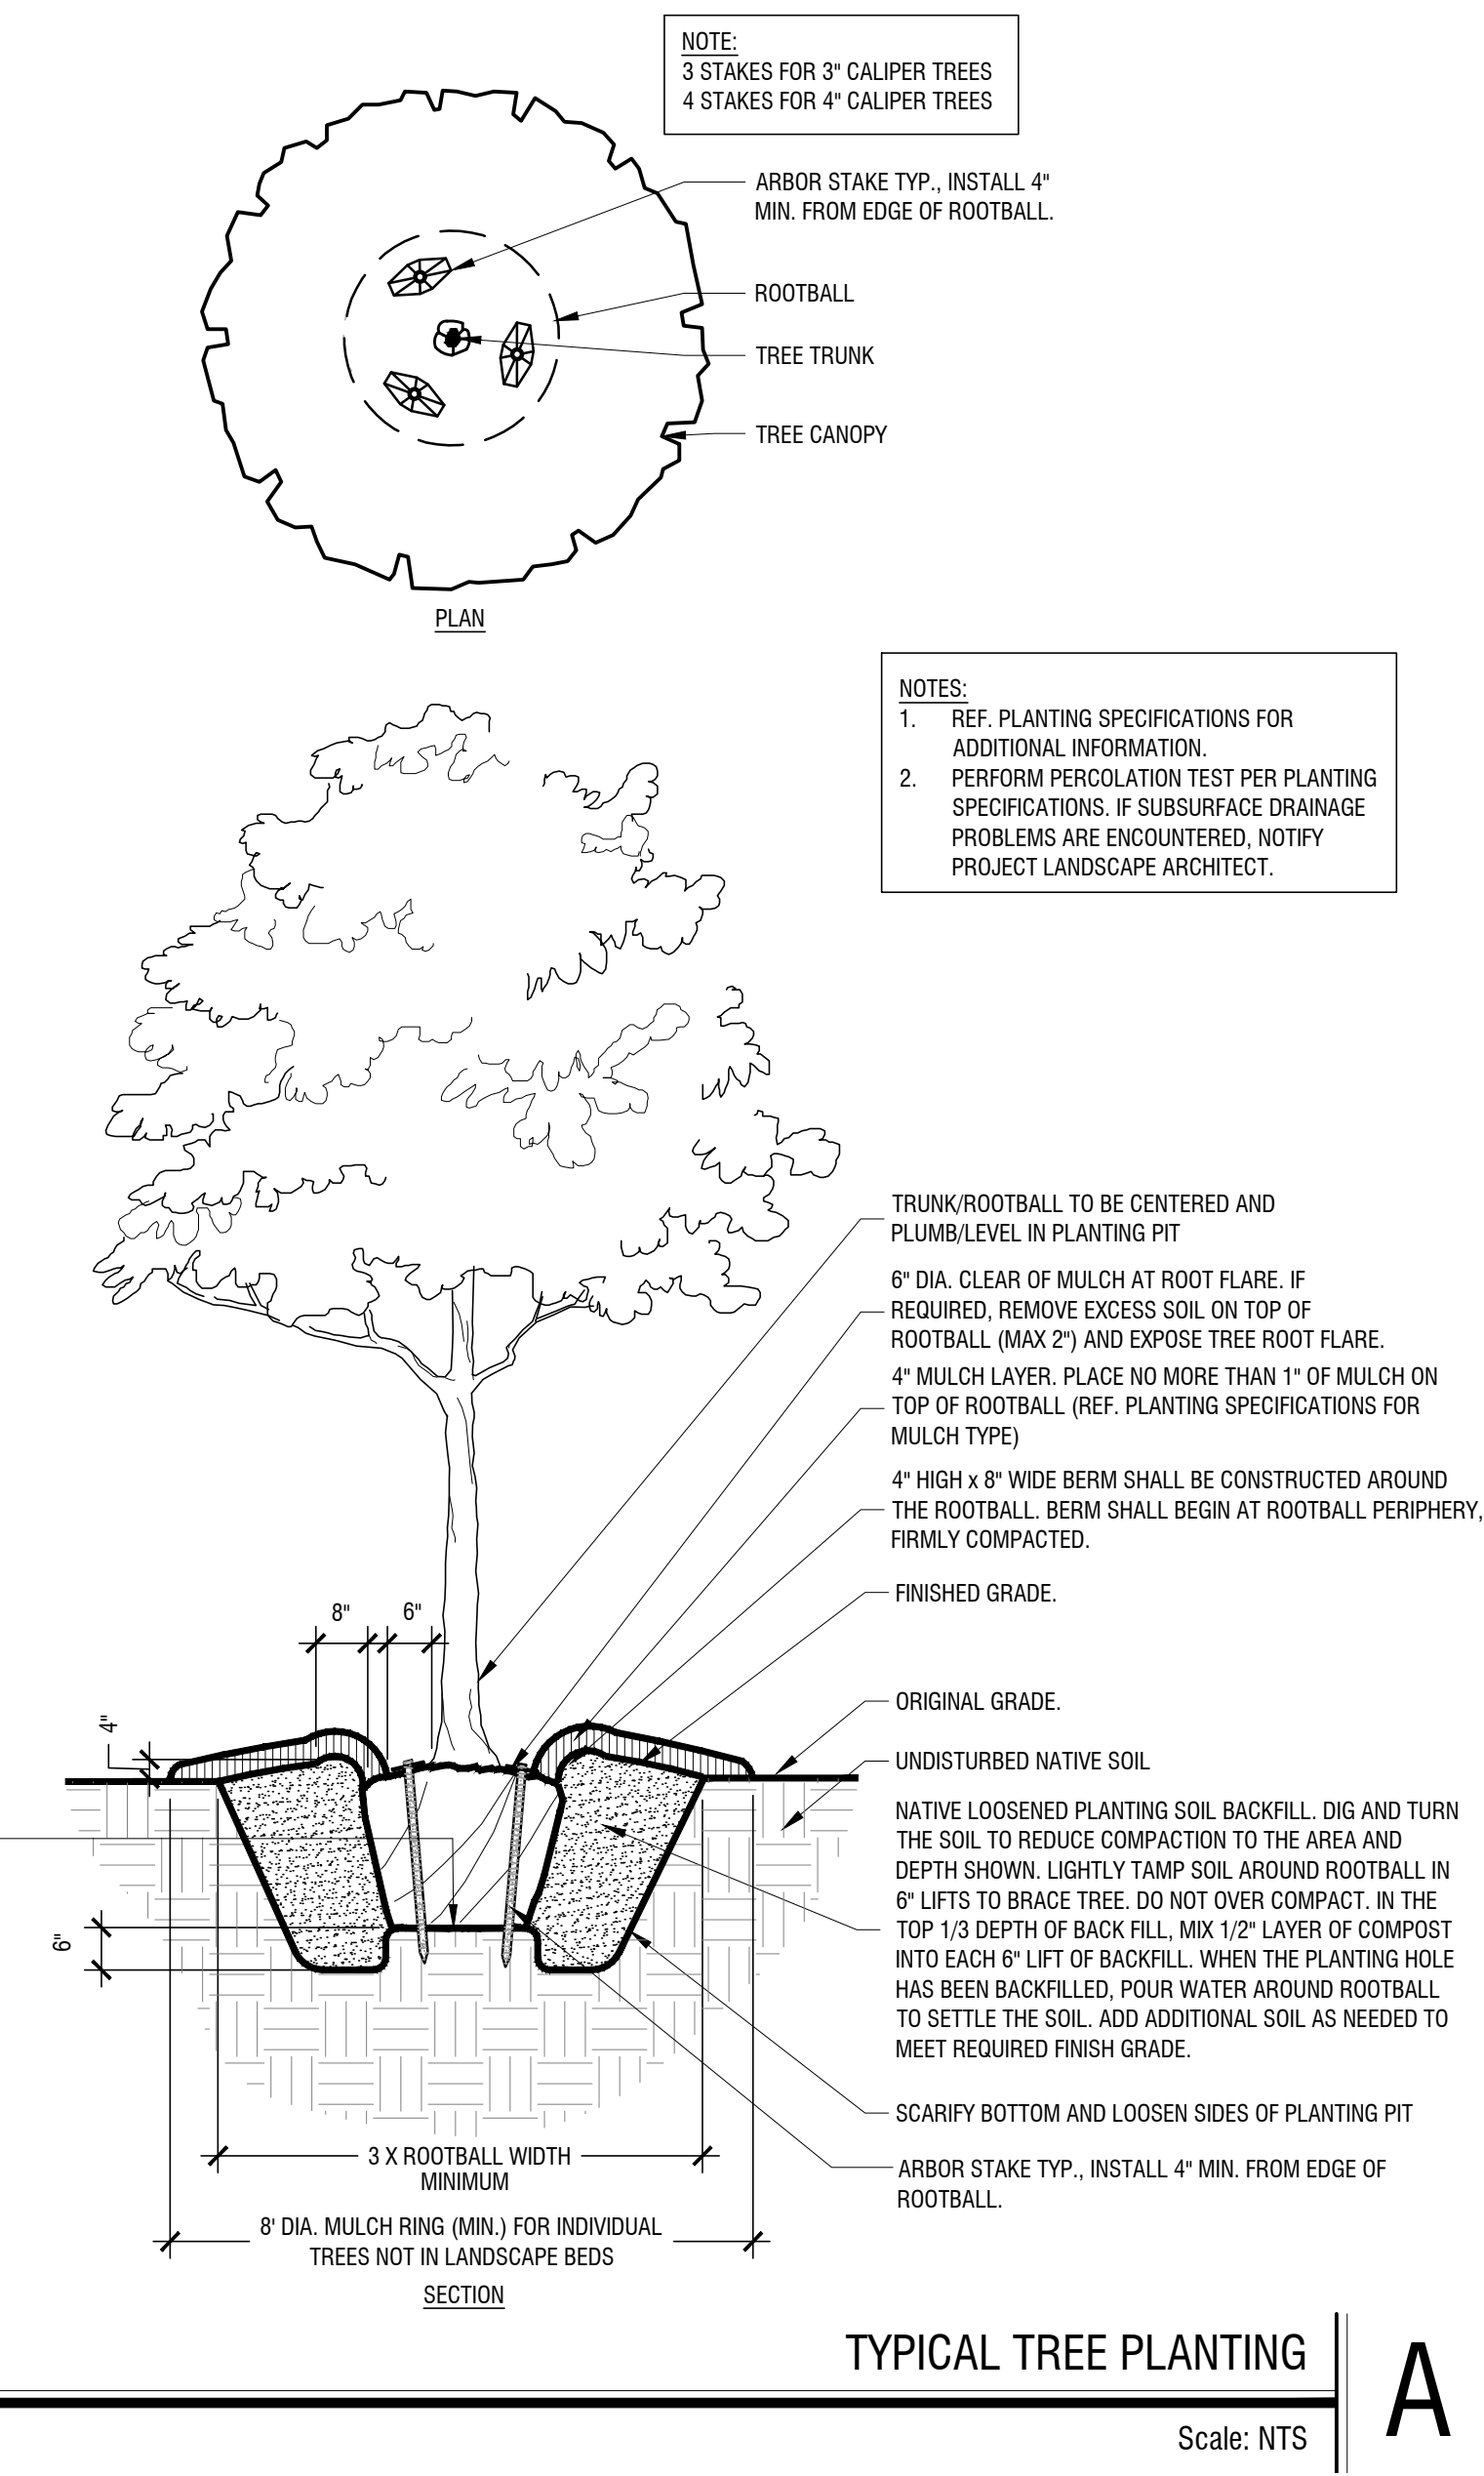 NOTE:
3 STAKES FOR 3" CALIPER TREES
4 STAKES FOR 4" CALIPER TREES
ARBOR STAKE TYP., INSTALL 4"
MIN. FROM EDGE OF ROOTBALL.
ROOTBALL
TREE TRUNK
TREE CANOPY
PLAN
NOTES:
1. REF. PLANTING SPECIFICATIONS FOR
ADDITIONAL INFORMATION.
2. PERFORM PERCOLATION TEST PER PLANTING
SPECIFICATIONS. IF SUBSURFACE DRAINAGE
PROBLEMS ARE ENCOUNTERED, NOTIFY
PROJECT LANDSCAPE ARCHITECT.
TRUNK/ROOTBALL TO BE CENTERED AND
PLUMB/LEVEL IN PLANTING PIT
6" DIA. CLEAR OF MULCH AT ROOT FLARE. IF
REQUIRED, REMOVE EXCESS SOIL ON TOP OF
ROOTBALL (MAX 2") AND EXPOSE TREE ROOT FLARE.
4" MULCH LAYER. PLACE NO MORE THAN 1" OF MULCH ON
TOP OF ROOTBALL (REF. PLANTING SPECIFICATIONS FOR
MULCH TYPE)
4" HIGH x 8" WIDE BERM SHALL BE CONSTRUCTED AROUND
THE ROOTBALL. BERM SHALL BEGIN AT ROOTBALL PERIPHERY,
FIRMLY COMPACTED.
FINISHED GRADE.
8"
6"
4"
ORIGINAL GRADE.
UNDISTURBED NATIVE SOIL
NATIVE LOOSENED PLANTING SOIL BACKFILL. DIG AND TURN
THE SOIL TO REDUCE COMPACTION TO THE AREA AND
DEPTH SHOWN. LIGHTLY TAMP SOIL AROUND ROOTBALL IN
6" LIFTS TO BRACE TREE. DO NOT OVER COMPACT. IN THE
TOP 1/3 DEPTH OF BACK FILL, MIX 1/2" LAYER OF COMPOST
INTO EACH 6" LIFT OF BACKFILL. WHEN THE PLANTING HOLE
HAS BEEN BACKFILLED, POUR WATER AROUND ROOTBALL
TO SETTLE THE SOIL. ADD ADDITIONAL SOIL AS NEEDED TO
MEET REQUIRED FINISH GRADE.
6"
SCARIFY BOTTOM AND LOOSEN SIDES OF PLANTING PIT
ARBOR STAKE TYP., INSTALL 4" MIN. FROM EDGE OF
ROOTBALL.
3 X ROOTBALL WIDTH
MINIMUM
8' DIA. MULCH RING (MIN.) FOR INDIVIDUAL
TREES NOT IN LANDSCAPE BEDS
SECTION
TYPICAL TREE PLANTING
A
Scale: NTS